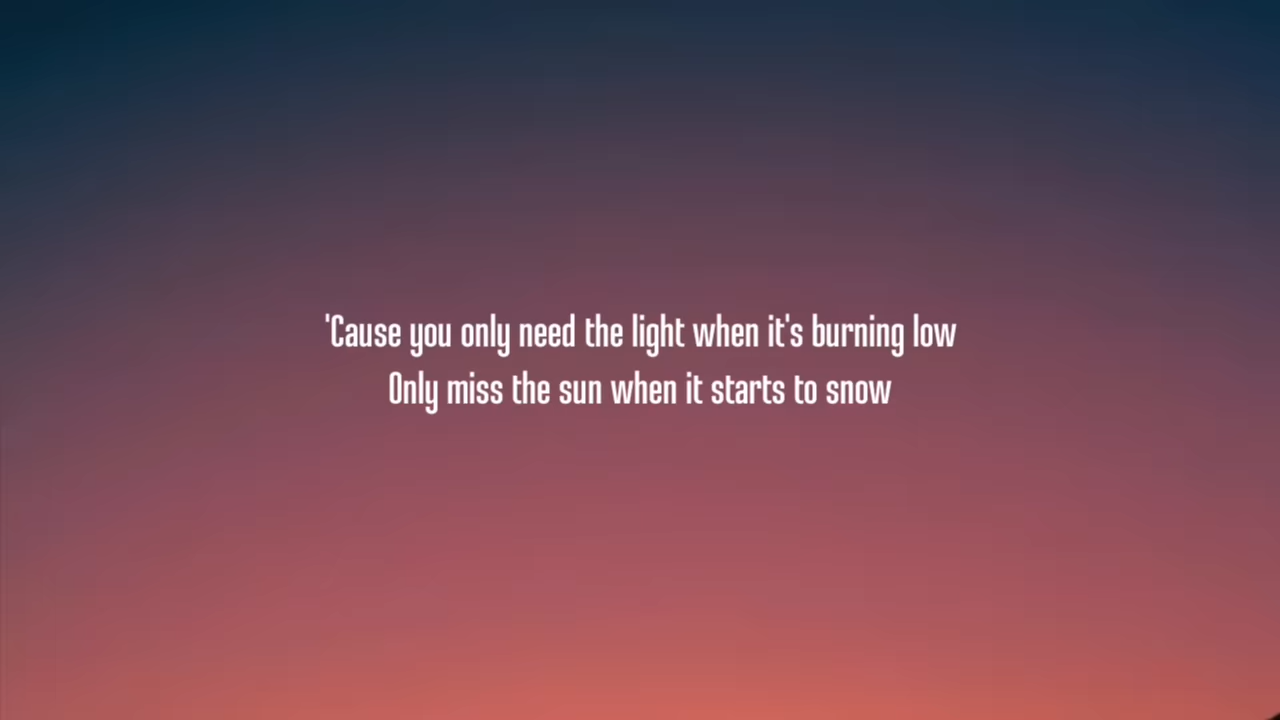 'Cause you only need the light when it's burning low
Only miss the sun when it starts to snow